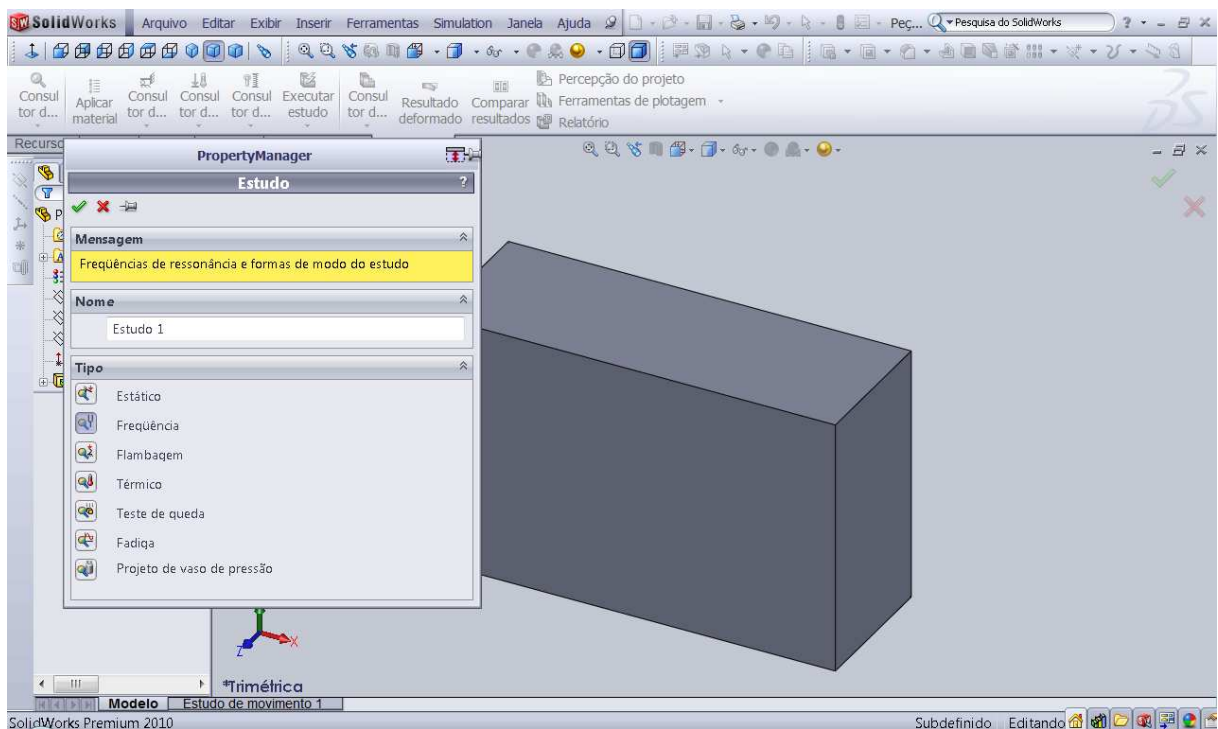 SolidWorks Arquivo Editar Exibir Inserir Ferramentas Simulation Janela Ajuda Peç... Pesquisa do SolidWorks ?
Consul tor d...
Aplicar material
Consul tor d...
Consul tor d...
Consul tor d...
Executar estudo
Consul tor d...
Resultado deformado
Comparar resultados
Percepção do projeto
Ferramentas de plotagem
Relatório
Recurso
PropertyManager
Estudo ?
Mensagem
Freqüências de ressonância e formas de modo do estudo
Nome
Estudo 1
Tipo
Estático
Freqüência
Flambagem
Térmico
Teste de queda
Fadiga
Projeto de vaso de pressão
P
X
Z
*Trimétrica
Modelo Estudo de movimento 1
SolidWorks Premium 2010 Subdefinido Editando